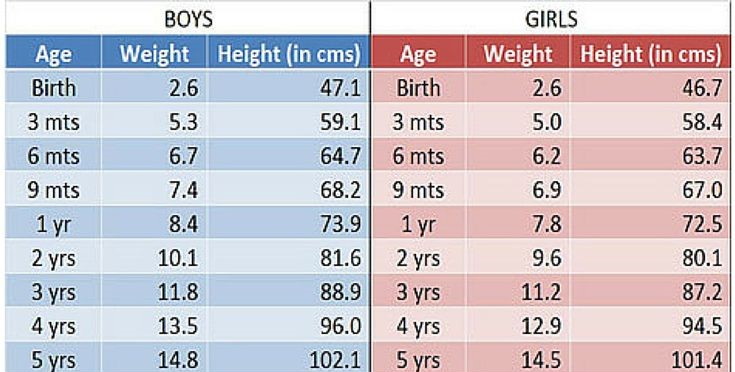 BOYS GIRLS
Age Weight Height (in cms) Age Weight Height (in cms)
Birth 2.6 47.1 Birth 2.6 46.7
3 mts 5.3 59.1 3 mts 5.0 58.4
6 mts 6.7 64.7 6 mts 6.2 63.7
9 mts 7.4 68.2 9 mts 6.9 67.0
1 yr 8.4 73.9 1 yr 7.8 72.5
2 yrs 10.1 81.6 2 yrs 9.6 80.1
3 yrs 11.8 88.9 3 yrs 11.2 87.2
4 yrs 13.5 96.0 4 yrs 12.9 94.5
5 yrs 14.8 102.1 5 yrs 14.5 101.4